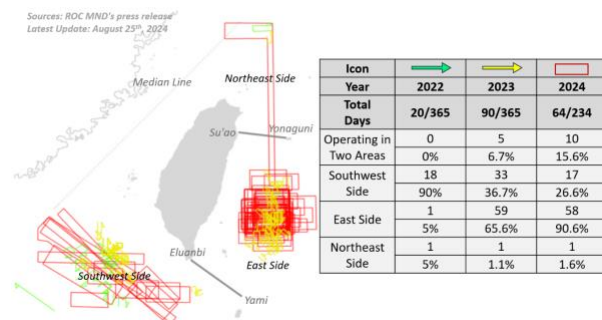 Sources: ROC MND's press release
Latest Update: August 25th, 2024
Median Line
Northeast Side
Su'ao
Yonaguni
Eluanbi
East Side
Southwest Side
Yami
Icon
Year 2022 2023 2024
Total Days 20/365 90/365 64/234
Operating in Two Areas 0 5 10
0% 6.7% 15.6%
Southwest Side 18 33 17
90% 36.7% 26.6%
East Side 1 59 58
5% 65.6% 90.6%
Northeast Side 1 1 1
5% 1.1% 1.6%